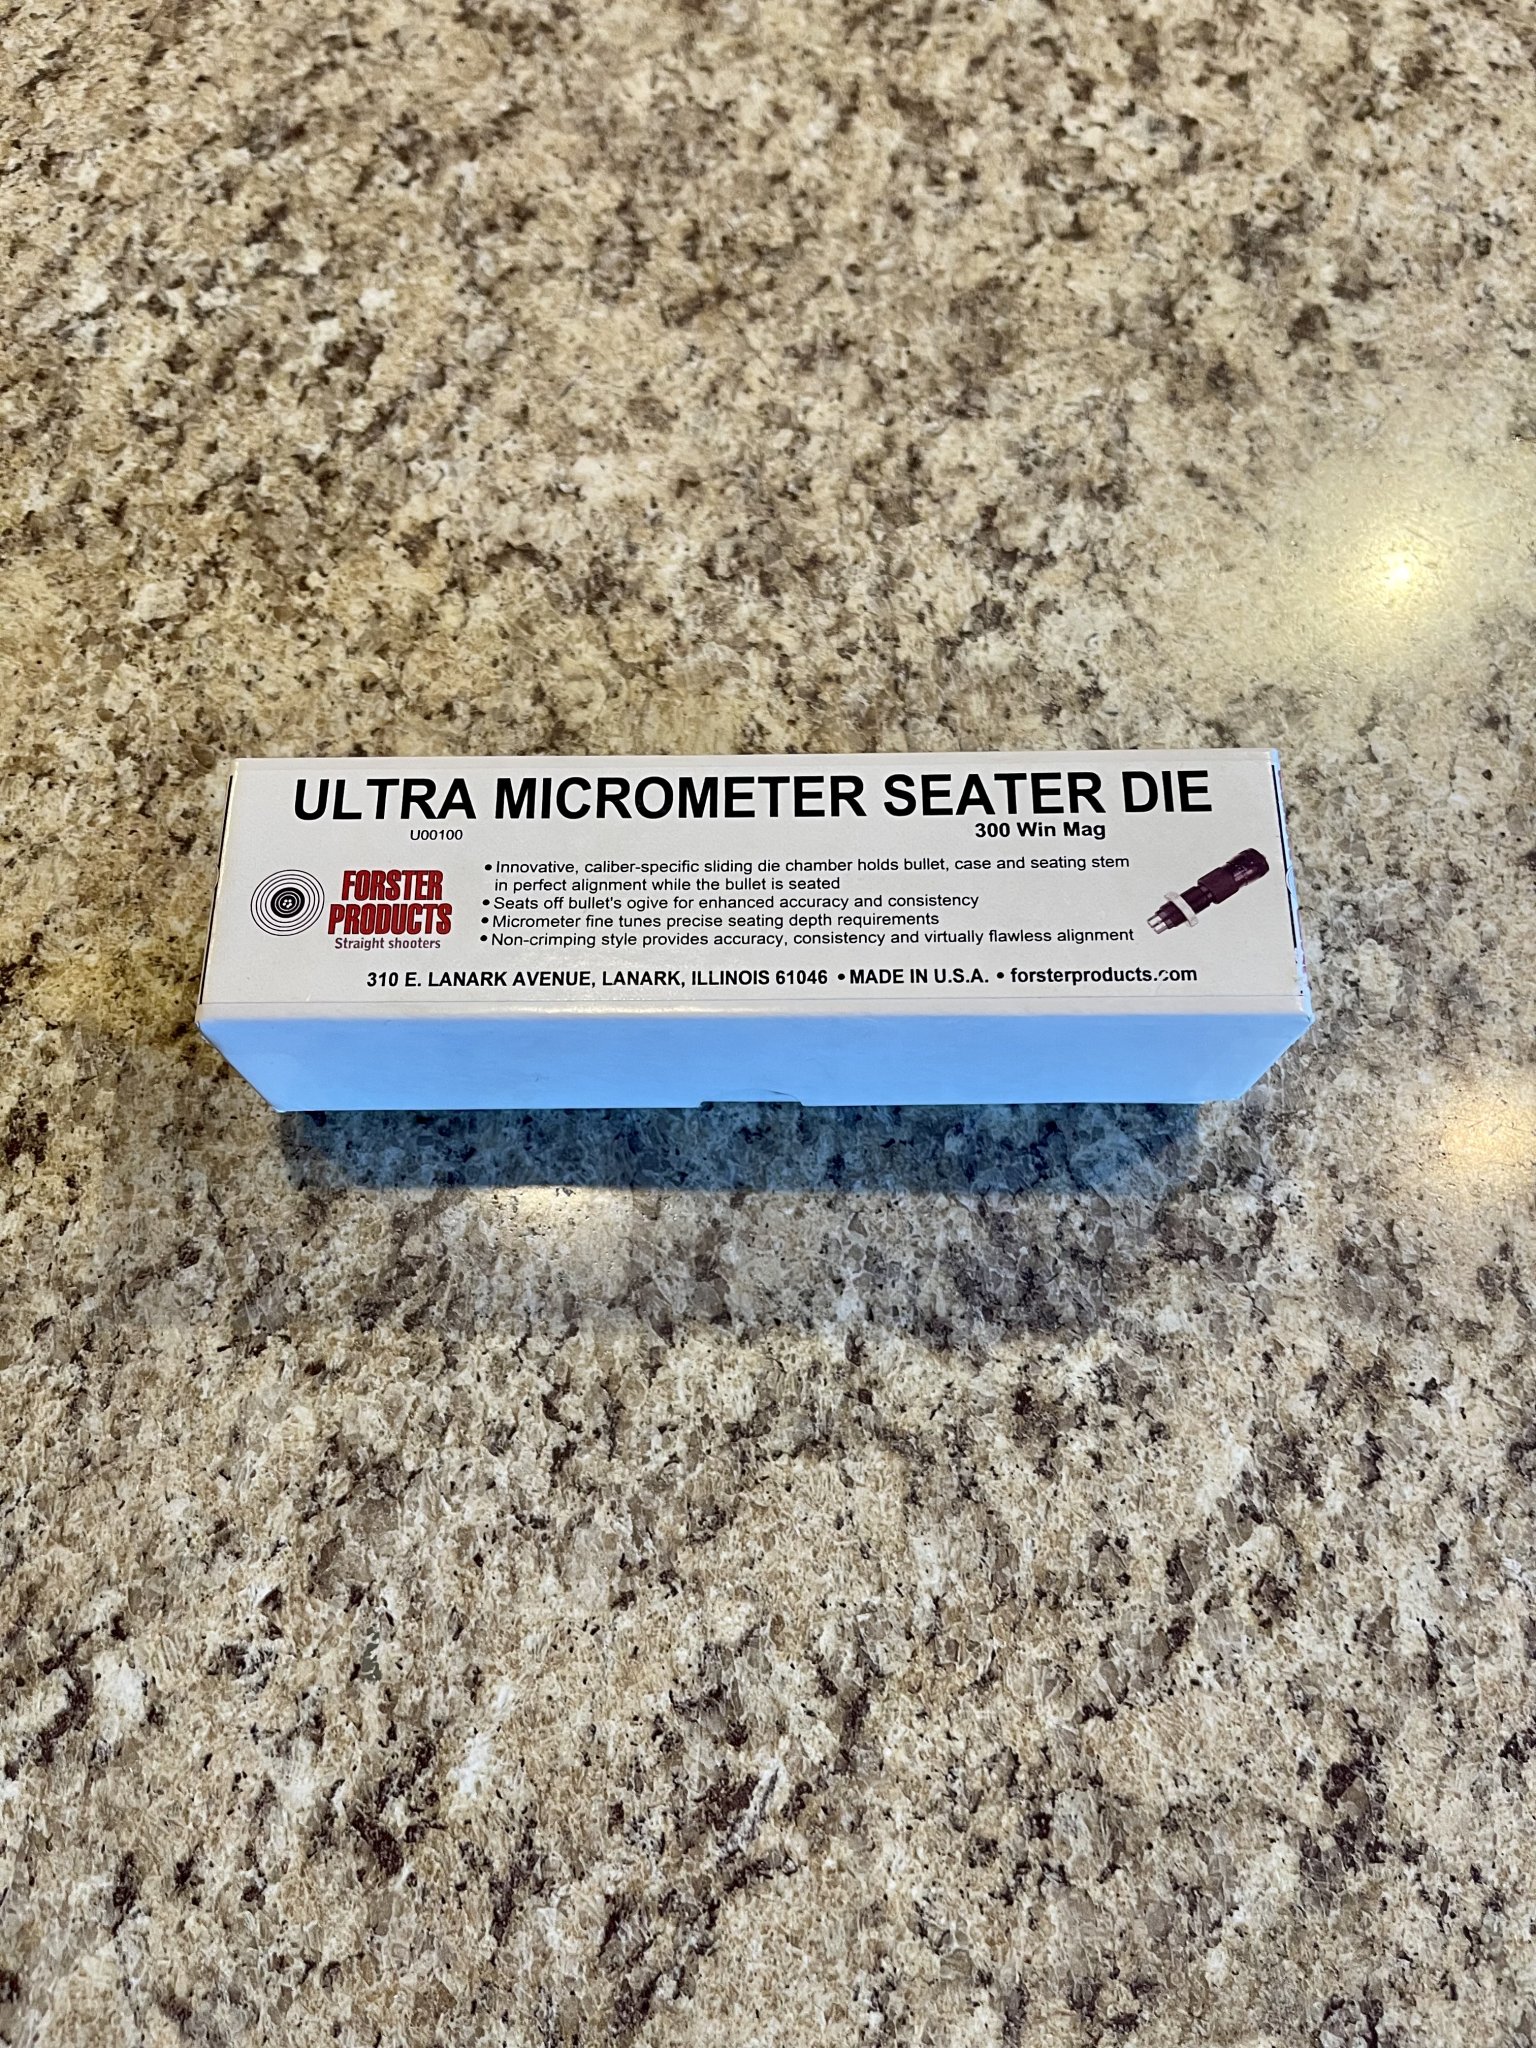 ULTRA MICROMETER SEATER DIE
U00100
300 Win Mag
FORSTER
PRODUCTS
Straight shooters
• Innovative, caliber-specific sliding die chamber holds bullet, case and seating stem
in perfect alignment while the bullet is seated
• Seats off bullet's ogive for enhanced accuracy and consistency
• Micrometer fine tunes precise seating depth requirements
• Non-crimping style provides accuracy, consistency and virtually flawless alignment
310 E. LANARK AVENUE, LANARK, ILLINOIS 61046 • MADE IN U.S.A. • forsterproducts.com